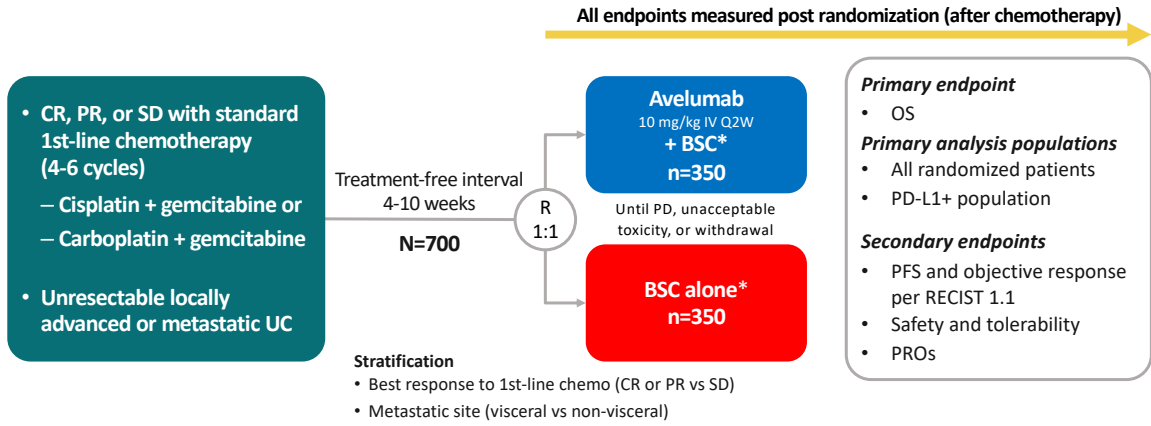 All endpoints measured post randomization (after chemotherapy)
• CR, PR, or SD with standard
1st-line chemotherapy
(4-6 cycles)
– Cisplatin + gemcitabine or
– Carboplatin + gemcitabine
• Unresectable locally
advanced or metastatic UC
Treatment-free interval
4-10 weeks
N=700
R
1:1
Avelumab
10 mg/kg IV Q2W
+ BSC*
n=350
Until PD, unacceptable
toxicity, or withdrawal
BSC alone*
n=350
Stratification
• Best response to 1st-line chemo (CR or PR vs SD)
• Metastatic site (visceral vs non-visceral)
Primary endpoint
• OS
Primary analysis populations
• All randomized patients
• PD-L1+ population
Secondary endpoints
• PFS and objective response
per RECIST 1.1
• Safety and tolerability
• PROs